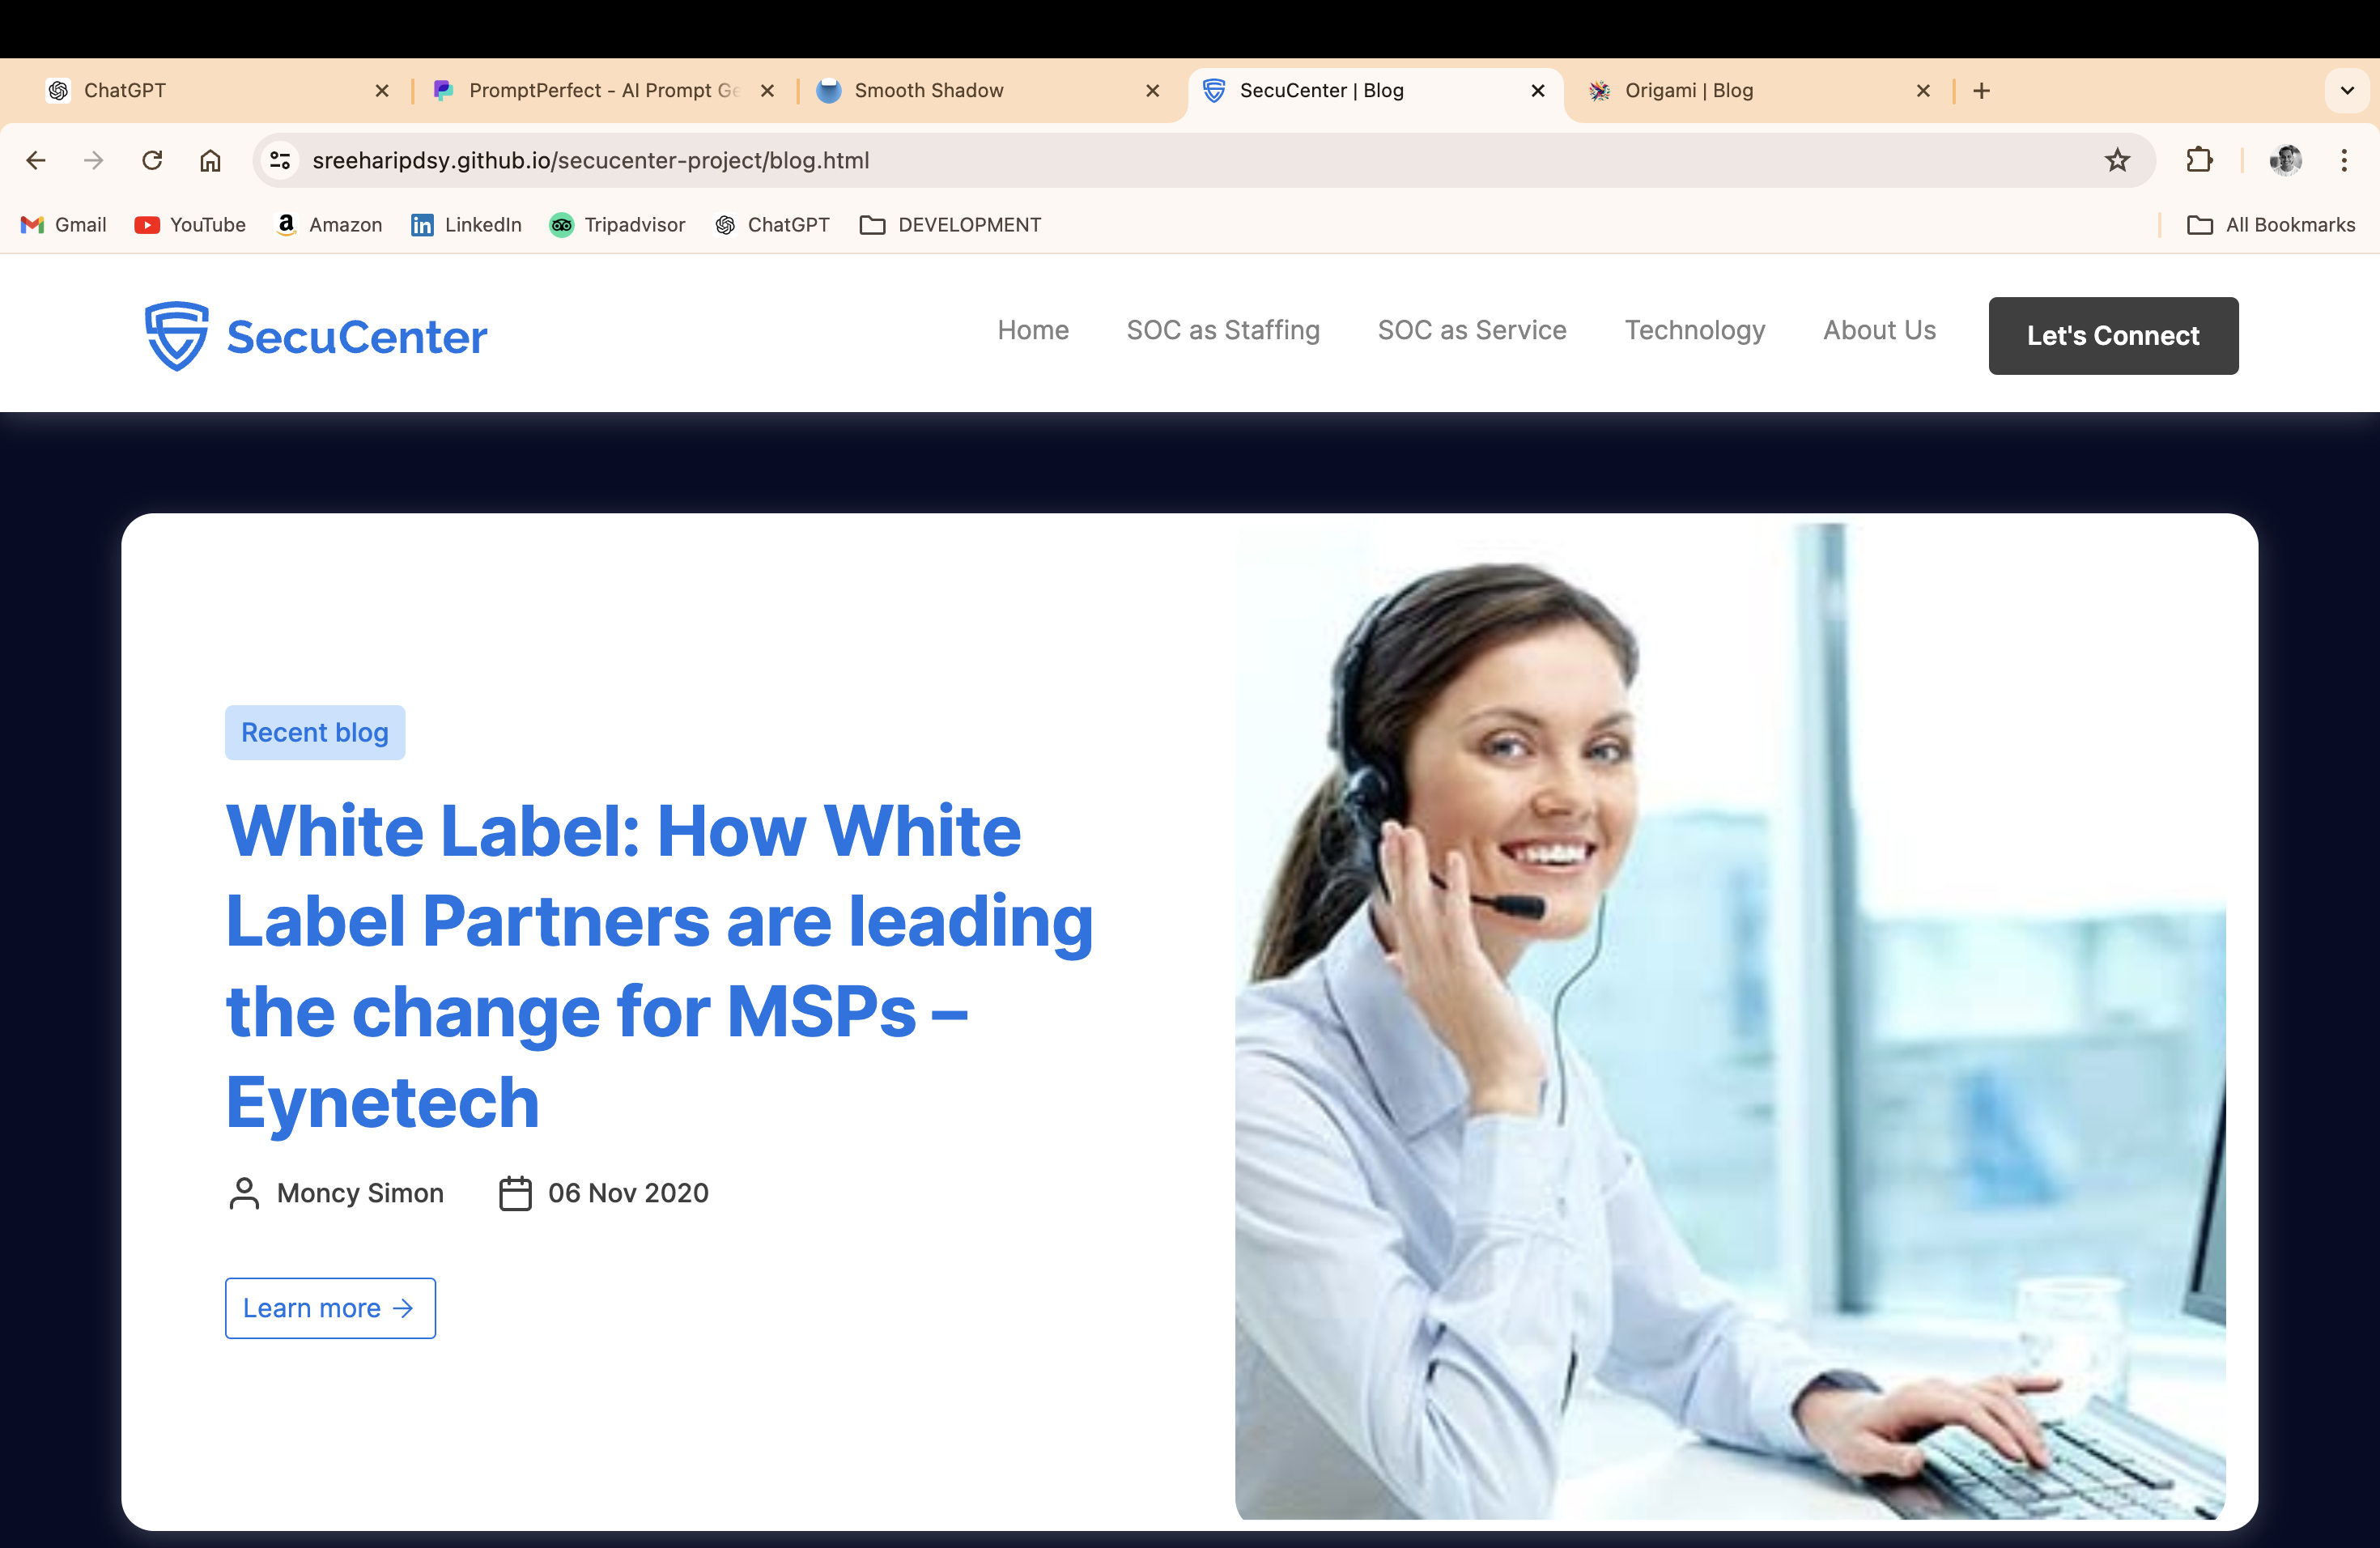 ChatGPT
PromptPerfect - AI Prompt Ge
Smooth Shadow
SecuCenter | Blog
Origami | Blog
sreeharipdsy.github.io/secucenter-project/blog.html
Gmail
YouTube
Amazon
LinkedIn
Tripadvisor
ChatGPT
DEVELOPMENT
All Bookmarks
SecuCenter
Home
SOC as Staffing
SOC as Service
Technology
About Us
Let's Connect
Recent blog
White Label: How White
Label Partners are leading
the change for MSPs –
Eynetech
Moncy Simon
06 Nov 2020
Learn more →